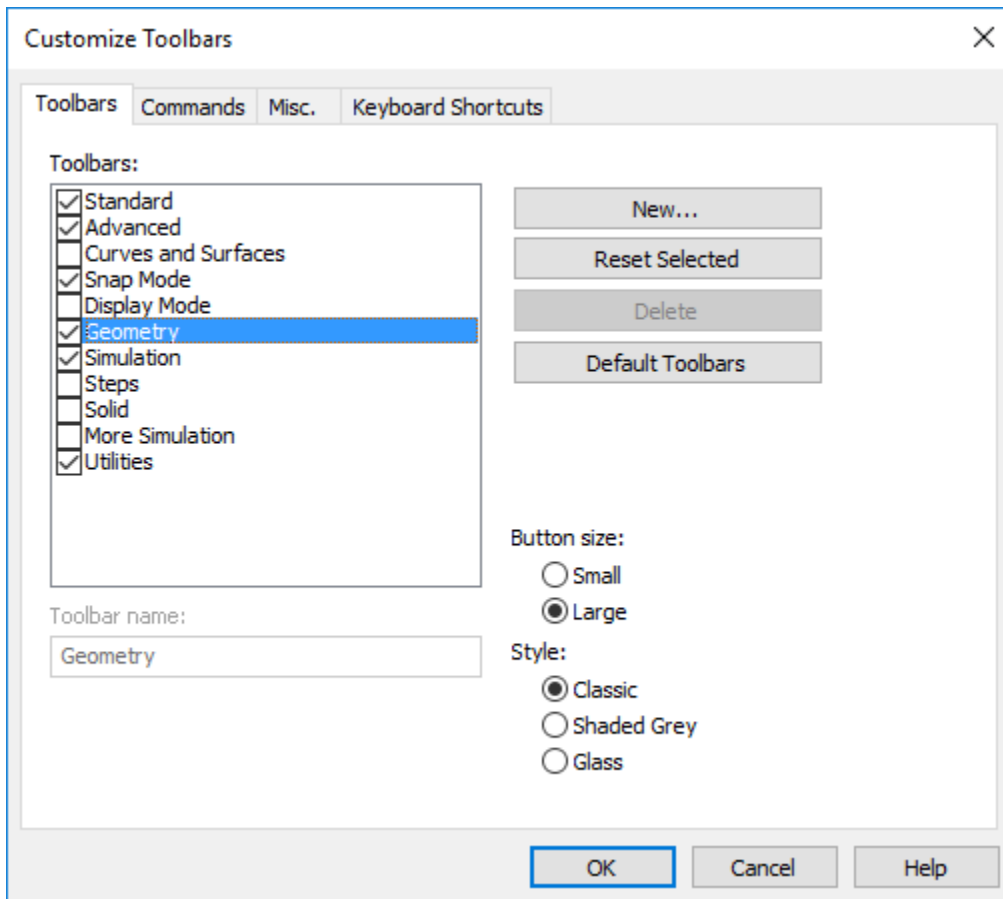 Customize Toolbars
Toolbars Commands Misc. Keyboard Shortcuts
Toolbars:
Standard
Advanced
Curves and Surfaces
Snap Mode
Display Mode
Geometry
Simulation
Steps
Solid
More Simulation
Utilities
New...
Reset Selected
Delete
Default Toolbars
Toolbar name:
Geometry
Button size:
Small
Large
Style:
Classic
Shaded Grey
Glass
OK Cancel Help